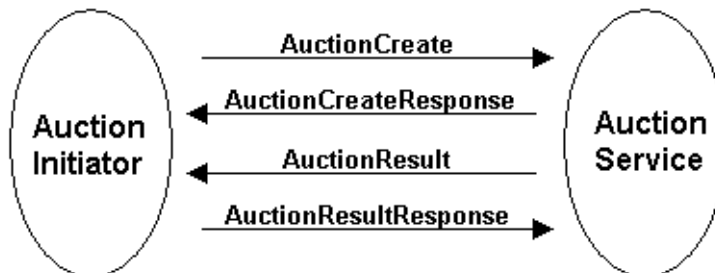 AuctionCreate
AuctionCreateResponse
Auction
Initiator
AuctionResult
Auction
Service
AuctionResultResponse